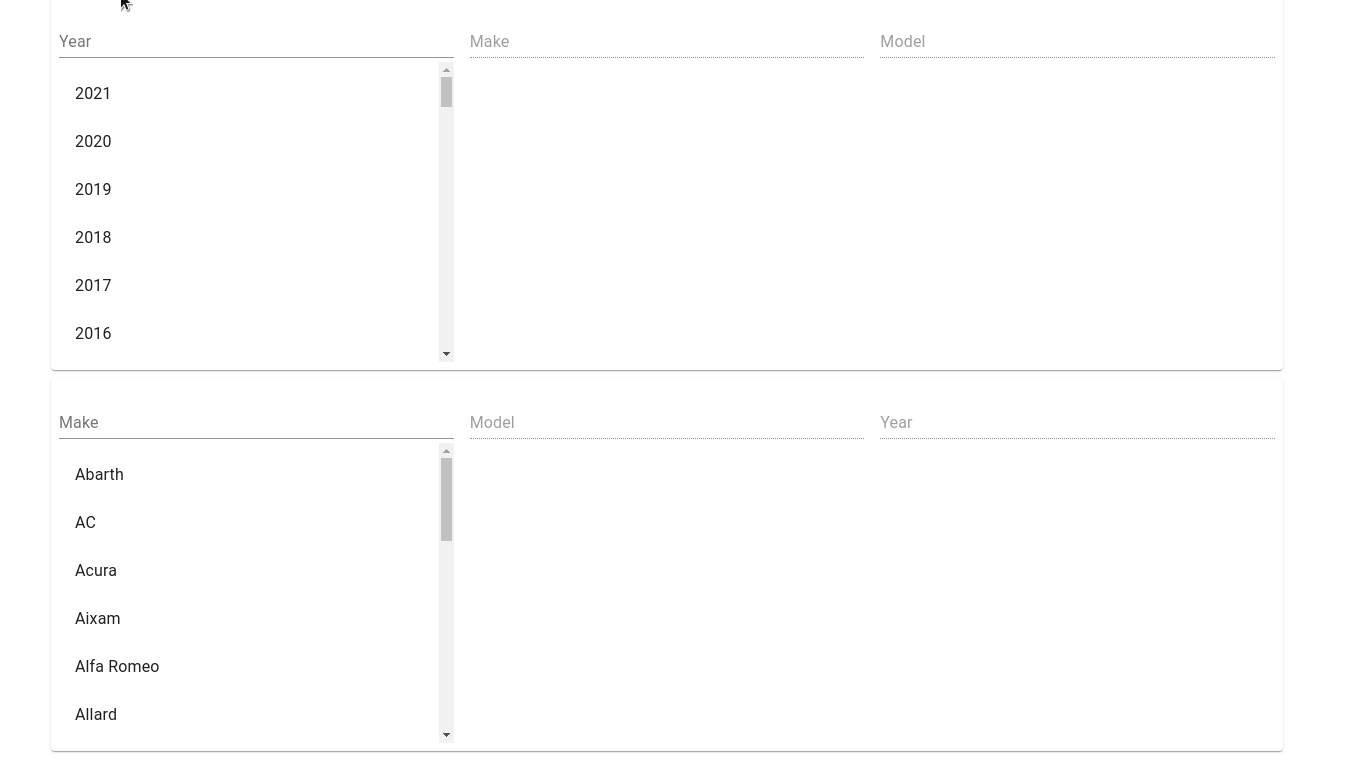 Year Make Model
2021
2020
2019
2018
2017
2016
Make Model Year
Abarth
AC
Acura
Aixam
Alfa Romeo
Allard